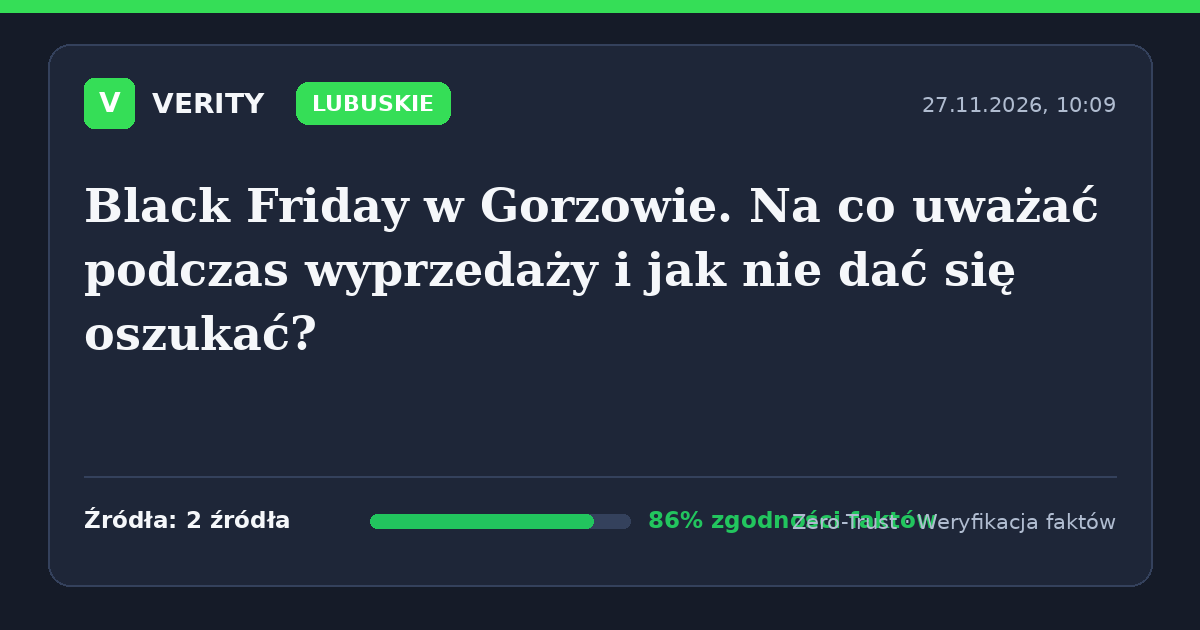 V VERITY LUBUSKIE 27.11.2026, 10:09
Black Friday w Gorzowie. Na co uważać
podczas wyprzedaży i jak nie dać się
oszukać?
Źródła: 2 źródła 86% zgodności faktów Zero-Trust · Weryfikacja faktów